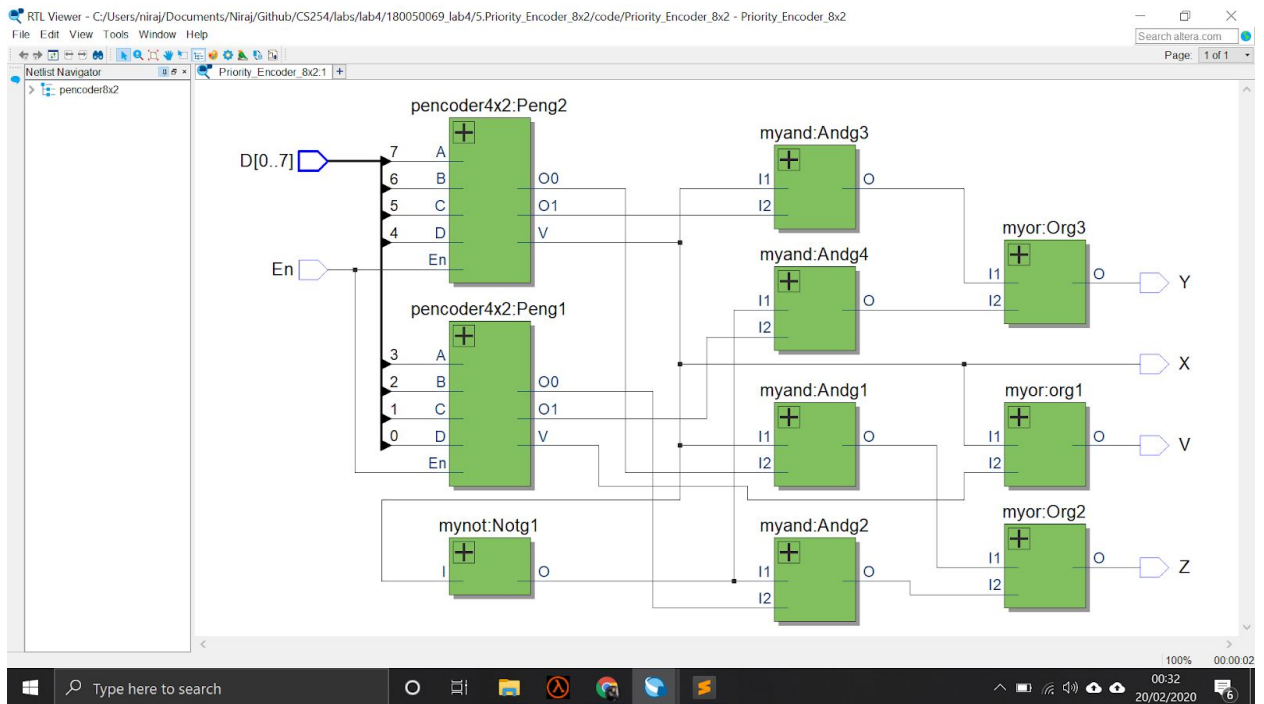 RTL Viewer - C:/Users/niraj/Documents/Niraj/Github/CS254/labs/lab4/180050069_lab4/5.Priority_Encoder_8x2/code/Priority_Encoder_8x2 - Priority_Encoder_8x2
File Edit View Tools Window Help
Search altera.com
Page: 1 of 1
Netlist Navigator
Priority_Encoder_8x2:1
pencoder8x2
pencoder4x2:Peng2
D[0..7]
7 A
6 B O0
5 C O1
4 D V
En En
pencoder4x2:Peng1
3 A
2 B O0
1 C O1
0 D V
En
mynot:Notg1
I O
myand:Andg3
I1 O
I2
myand:Andg4
I1 O
I2
myand:Andg1
I1 O
I2
myand:Andg2
I1 O
I2
myor:Org3
I1 O Y
I2
X
myor:org1
I1 O V
I2
myor:Org2
I1 O Z
I2
100% 00:00:02
Type here to search
00:32
20/02/2020
6